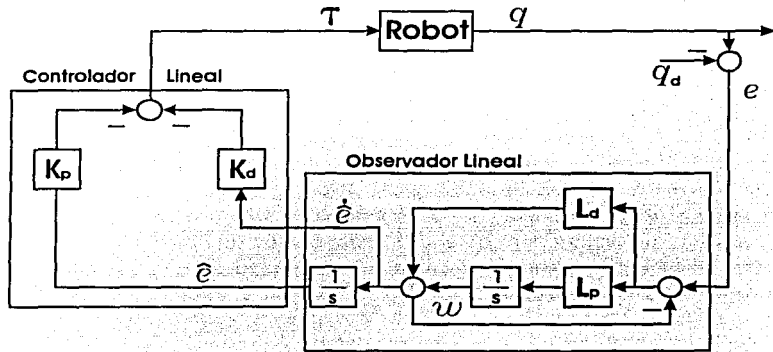 τ
Robot
q
q_d
e
Controlador Lineal
K_p
K_d
Observador Lineal
L_d
ė̂
ê
1/s
w
1/s
L_p